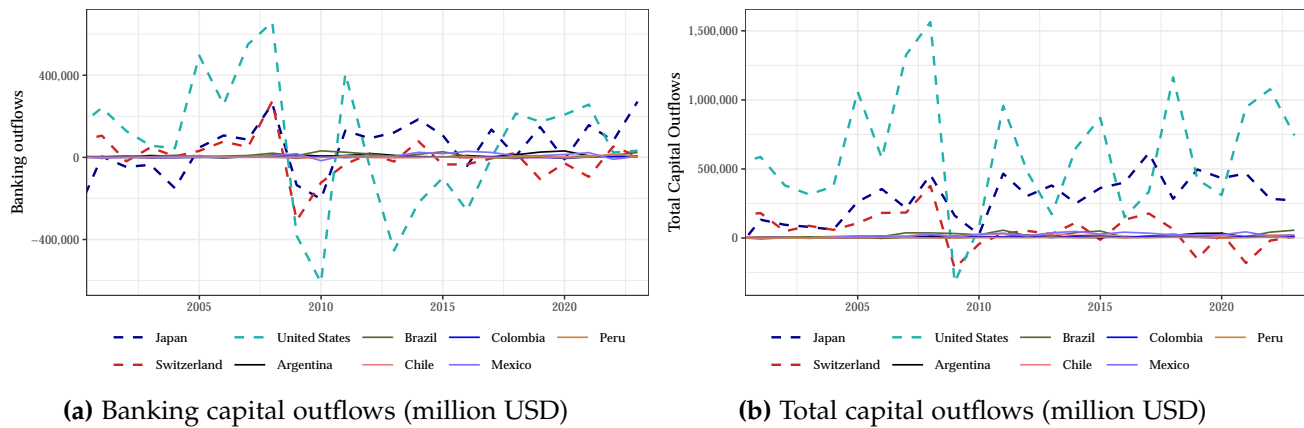 Banking outflows
400,000
0
−400,000
2005 2010 2015 2020
Japan United States Brazil Colombia Peru
Switzerland Argentina Chile Mexico
(a) Banking capital outflows (million USD)
Total Capital Outflows
1,500,000
1,000,000
500,000
0
2005 2010 2015 2020
Japan United States Brazil Colombia Peru
Switzerland Argentina Chile Mexico
(b) Total capital outflows (million USD)